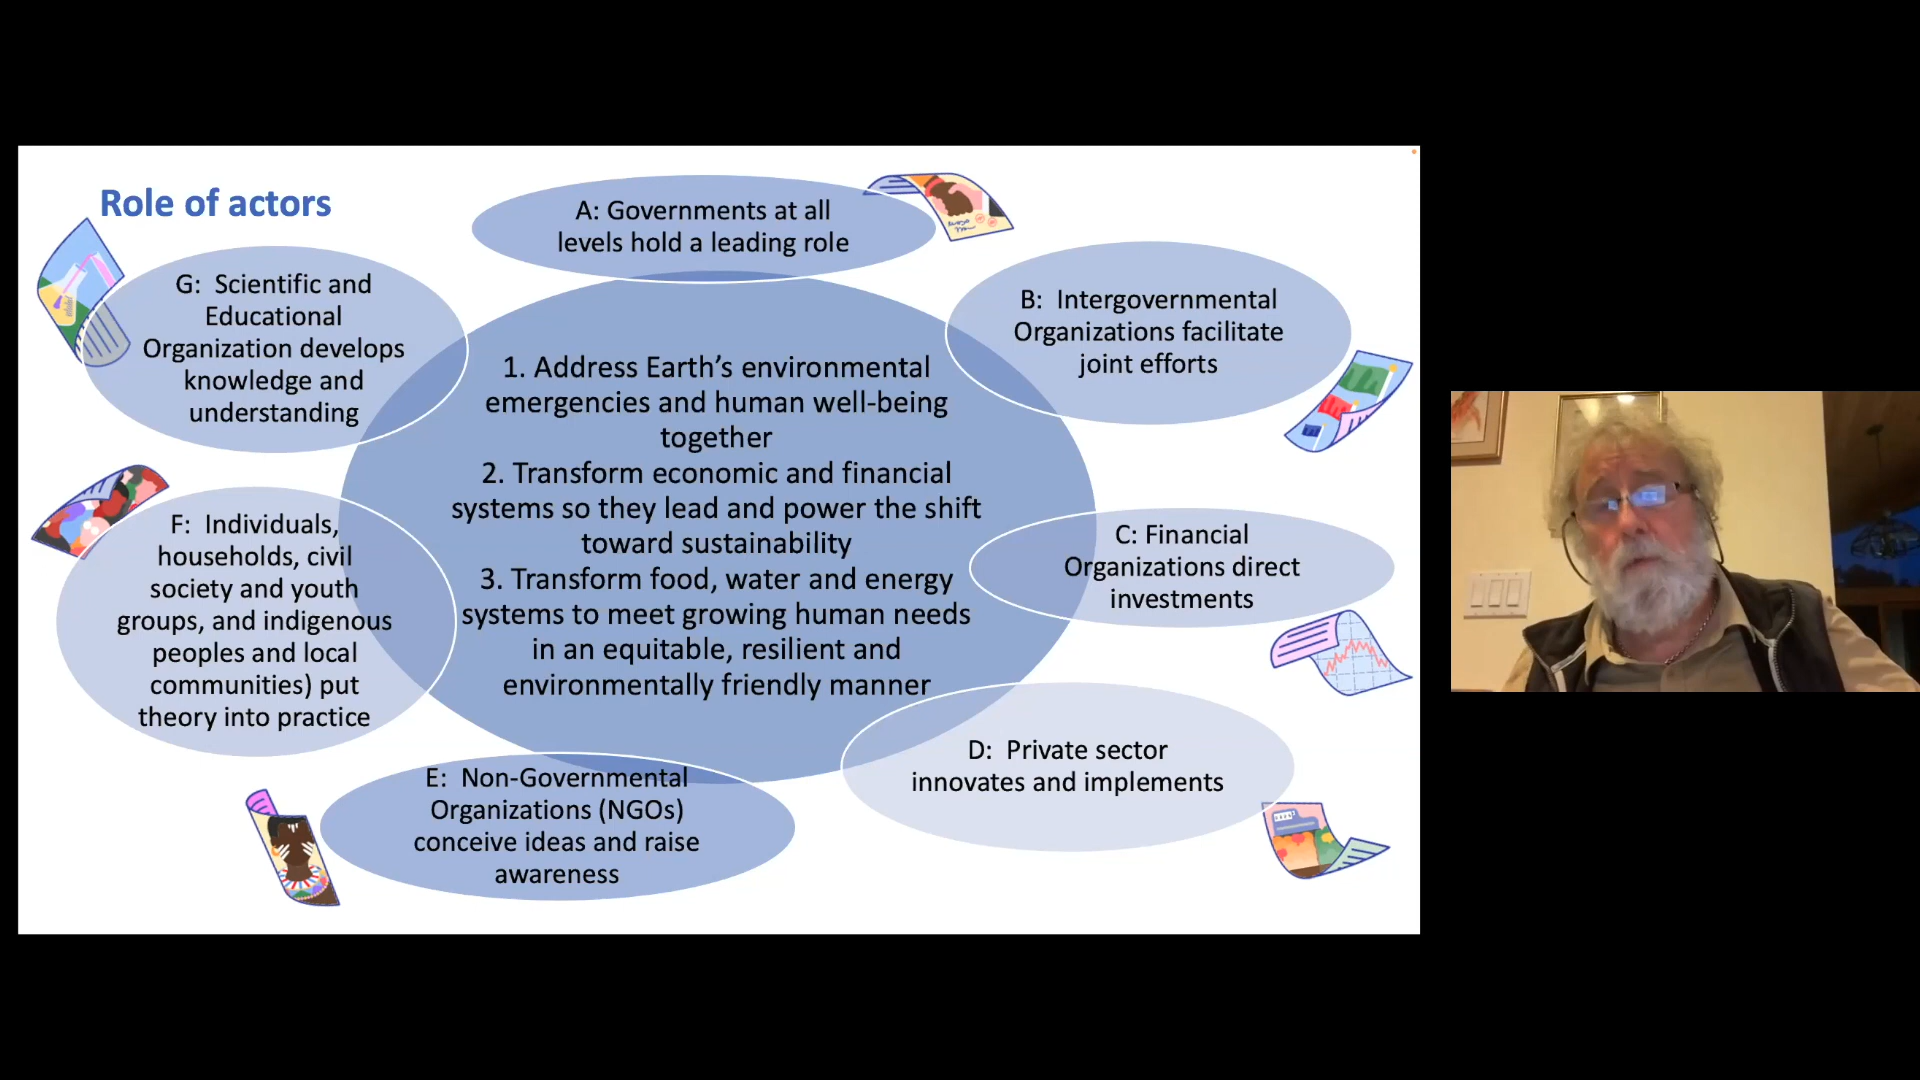 Role of actors
A: Governments at all
levels hold a leading role
B:  Intergovernmental
Organizations facilitate
joint efforts
C: Financial
Organizations direct
investments
D:  Private sector
innovates and implements
E:  Non-Governmental
Organizations (NGOs)
conceive ideas and raise
awareness
F:  Individuals,
households, civil
society and youth
groups, and indigenous
peoples and local
communities) put
theory into practice
G:  Scientific and
Educational
Organization develops
knowledge and
understanding
1. Address Earth’s environmental
emergencies and human well-being
together
2. Transform economic and financial
systems so they lead and power the shift
toward sustainability
3. Transform food, water and energy
systems to meet growing human needs
in an equitable, resilient and
environmentally friendly manner